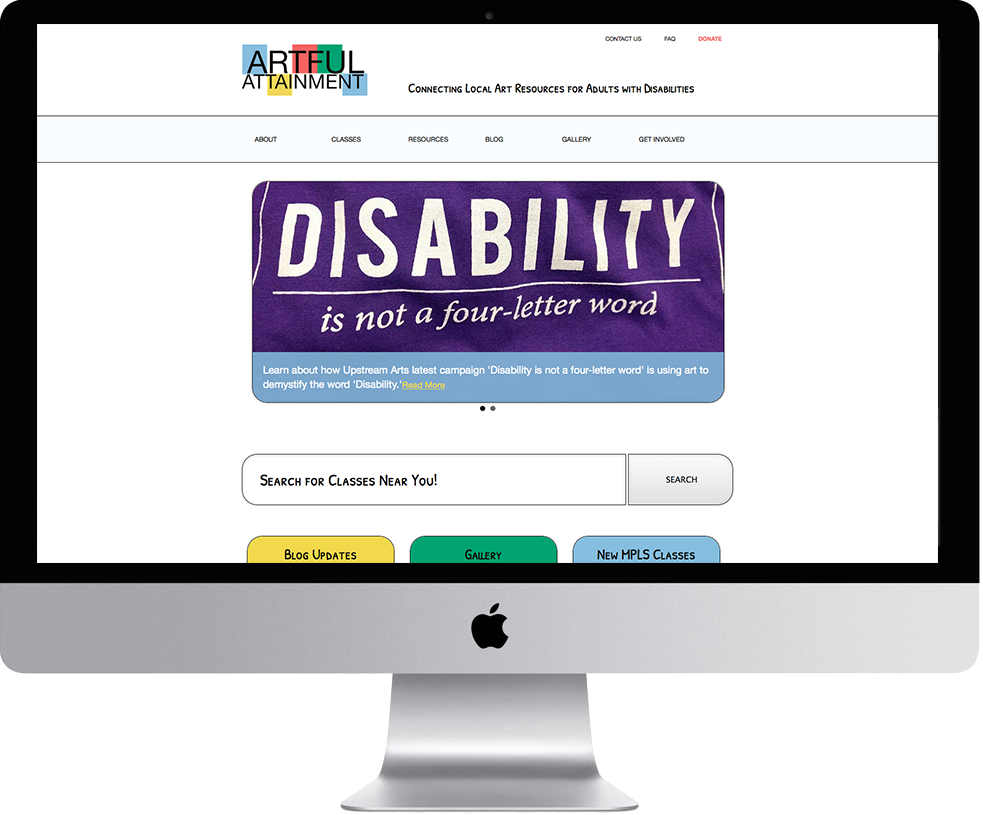 CONTACT US FAQ DONATE
ARTFUL
ATTAINMENT
Connecting Local Art Resources for Adults with Disabilities
ABOUT CLASSES RESOURCES BLOG GALLERY GET INVOLVED
DISABILITY
is not a four-letter word
Learn about how Upstream Arts latest campaign 'Disability is not a four-letter word' is using art to
demystify the word 'Disability.'Read More
Search for Classes Near You! SEARCH
Blog Updates Gallery New MPLS Classes